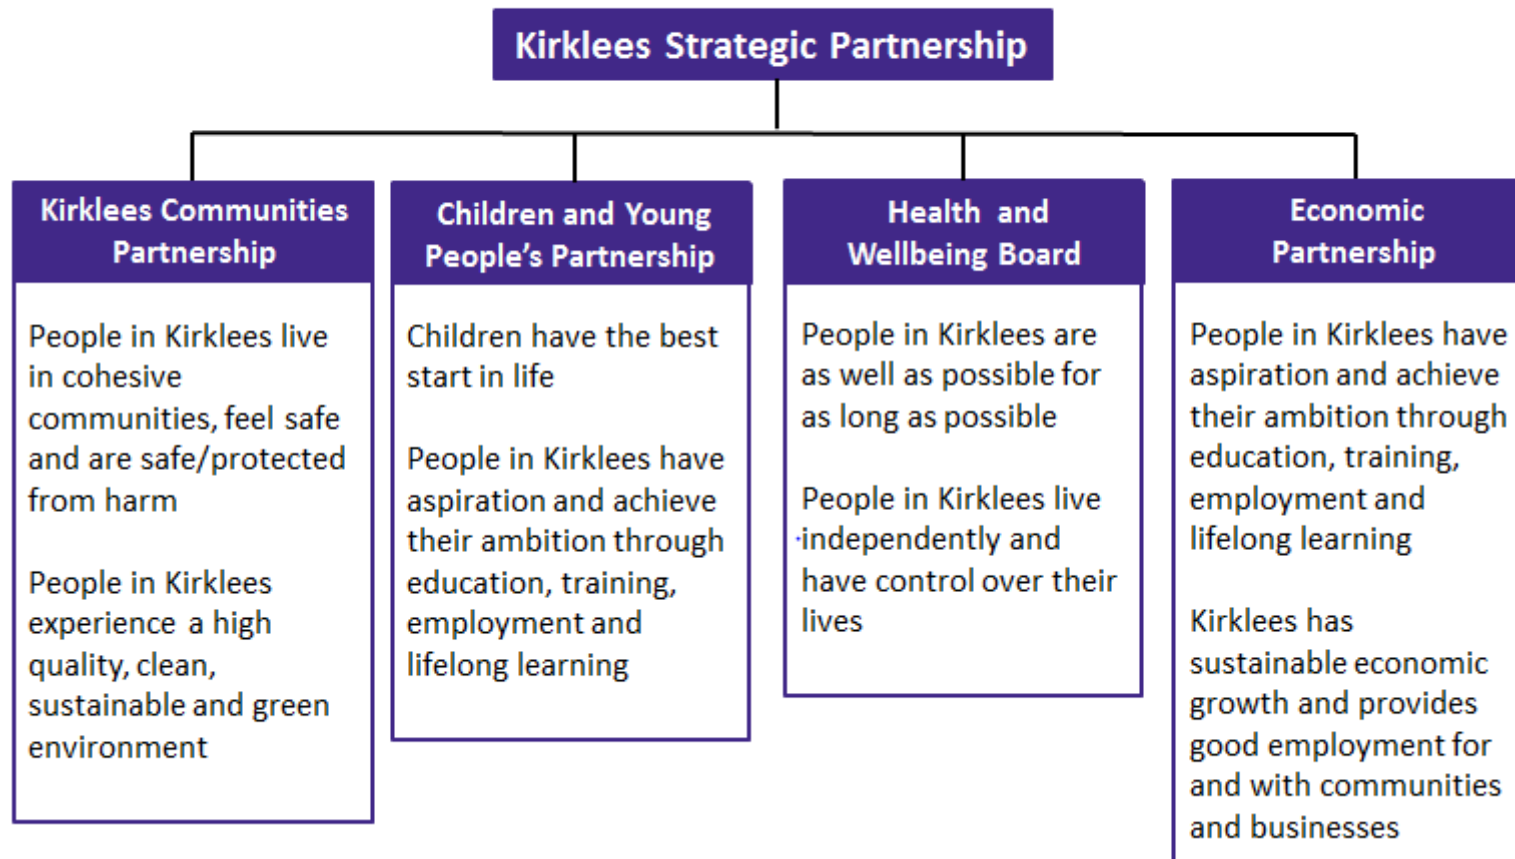 Kirklees Strategic Partnership
Kirklees Communities
Partnership
People in Kirklees live
in cohesive
communities, feel safe
and are safe/protected
from harm
People in Kirklees
experience a high
quality, clean,
sustainable and green
environment
Children and Young
People's Partnership
Children have the best
start in life
People in Kirklees have
aspiration and achieve
their ambition through
education, training,
employment and
lifelong learning
Health and
Wellbeing Board
People in Kirklees are
as well as possible for
as long as possible
People in Kirklees live
independently and
have control over their
lives
Economic
Partnership
People in Kirklees have
aspiration and achieve
their ambition through
education, training,
employment and
lifelong learning
Kirklees has
sustainable economic
growth and provides
good employment for
and with communities
and businesses